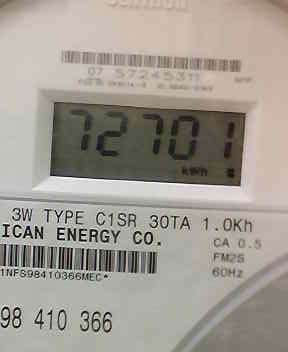 07 57245311
72701
kWh
3W TYPE C1SR 30TA 1.0Kh
ICAN ENERGY CO.
CA 0.5
FM2S
60Hz
1NFS98410366MEC*
98 410 366